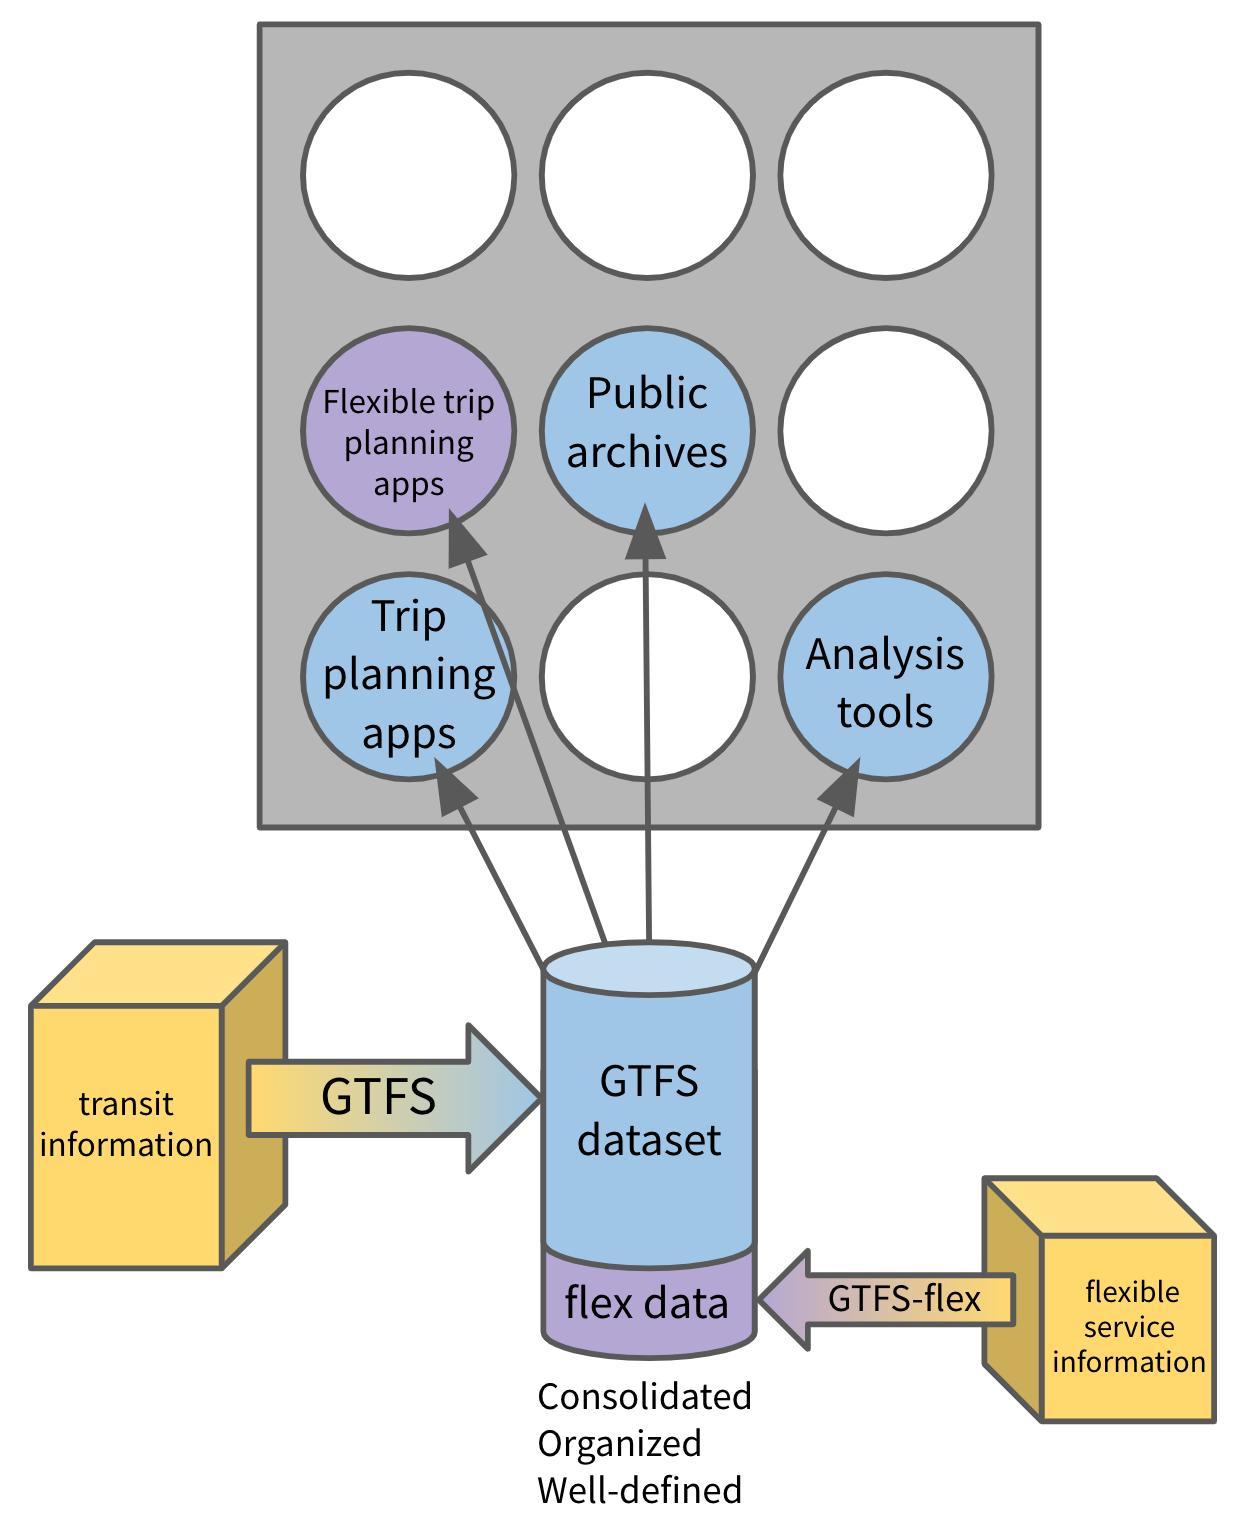 Flexible trip
planning
apps
Public
archives
Trip
planning
apps
Analysis
tools
transit
information
GTFS
GTFS
dataset
flex data
GTFS-flex
flexible
service
information
Consolidated
Organized
Well-defined